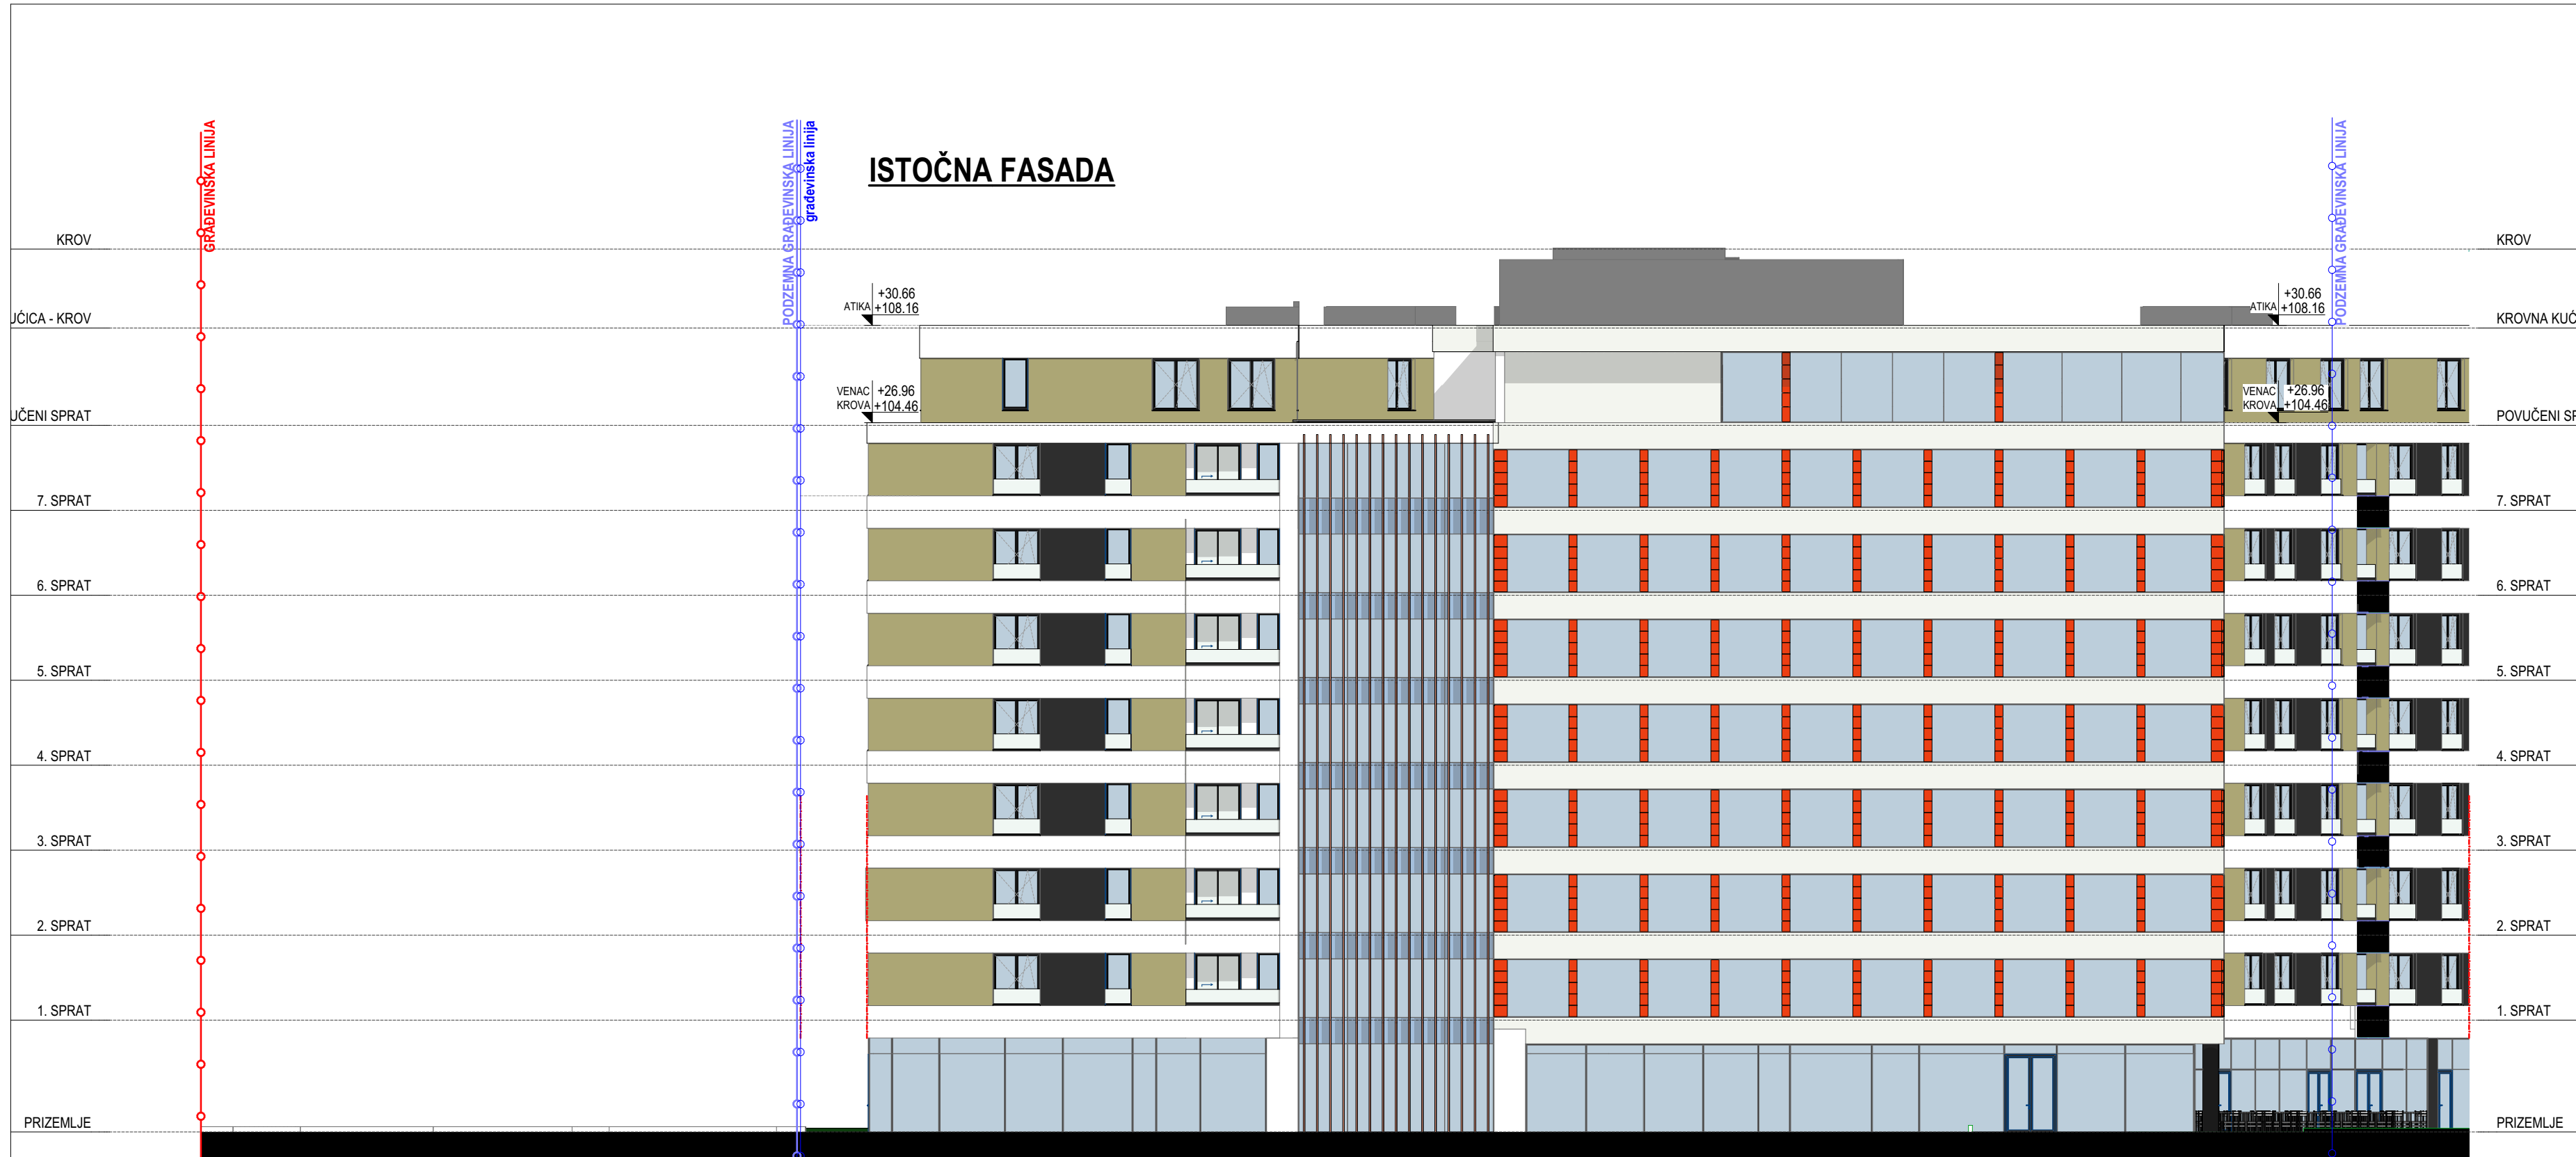 GRAĐEVINSKA LINIJA
PODZEMNA GRAĐEVINSKA LINIJA
građevinska linija
ISTOČNA FASADA
PODZEMNA GRAĐEVINSKA LINIJA
KROV
KROV
UĆICA - KROV
ATIKA
+30.66
+108.16
ATIKA
+30.66
+108.16
KROVNA KUĆ
UČENI SPRAT
VENAC
KROVA
+26.96
+104.46
VENAC
KROVA
+26.96
+104.46
POVUČENI SP
7. SPRAT
7. SPRAT
6. SPRAT
6. SPRAT
5. SPRAT
5. SPRAT
4. SPRAT
4. SPRAT
3. SPRAT
3. SPRAT
2. SPRAT
2. SPRAT
1. SPRAT
1. SPRAT
PRIZEMLJE
PRIZEMLJE